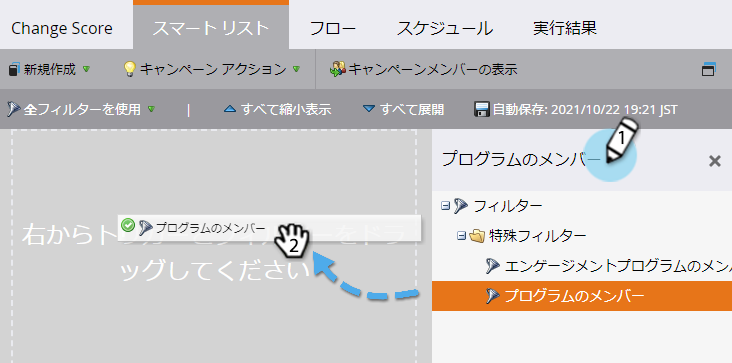 Change Score スマート リスト フロー スケジュール 実行結果
新規作成 キャンペーン アクション キャンペーンメンバーの表示
全フィルターを使用 | すべて縮小表示 すべて展開 自動保存: 2021/10/22 19:21 JST
プログラムのメンバー
1
フィルター
特殊フィルター
エンゲージメントプログラムのメン
プログラムのメンバー
プログラムのメンバー
2
右からト
をドラ
ッグしてください